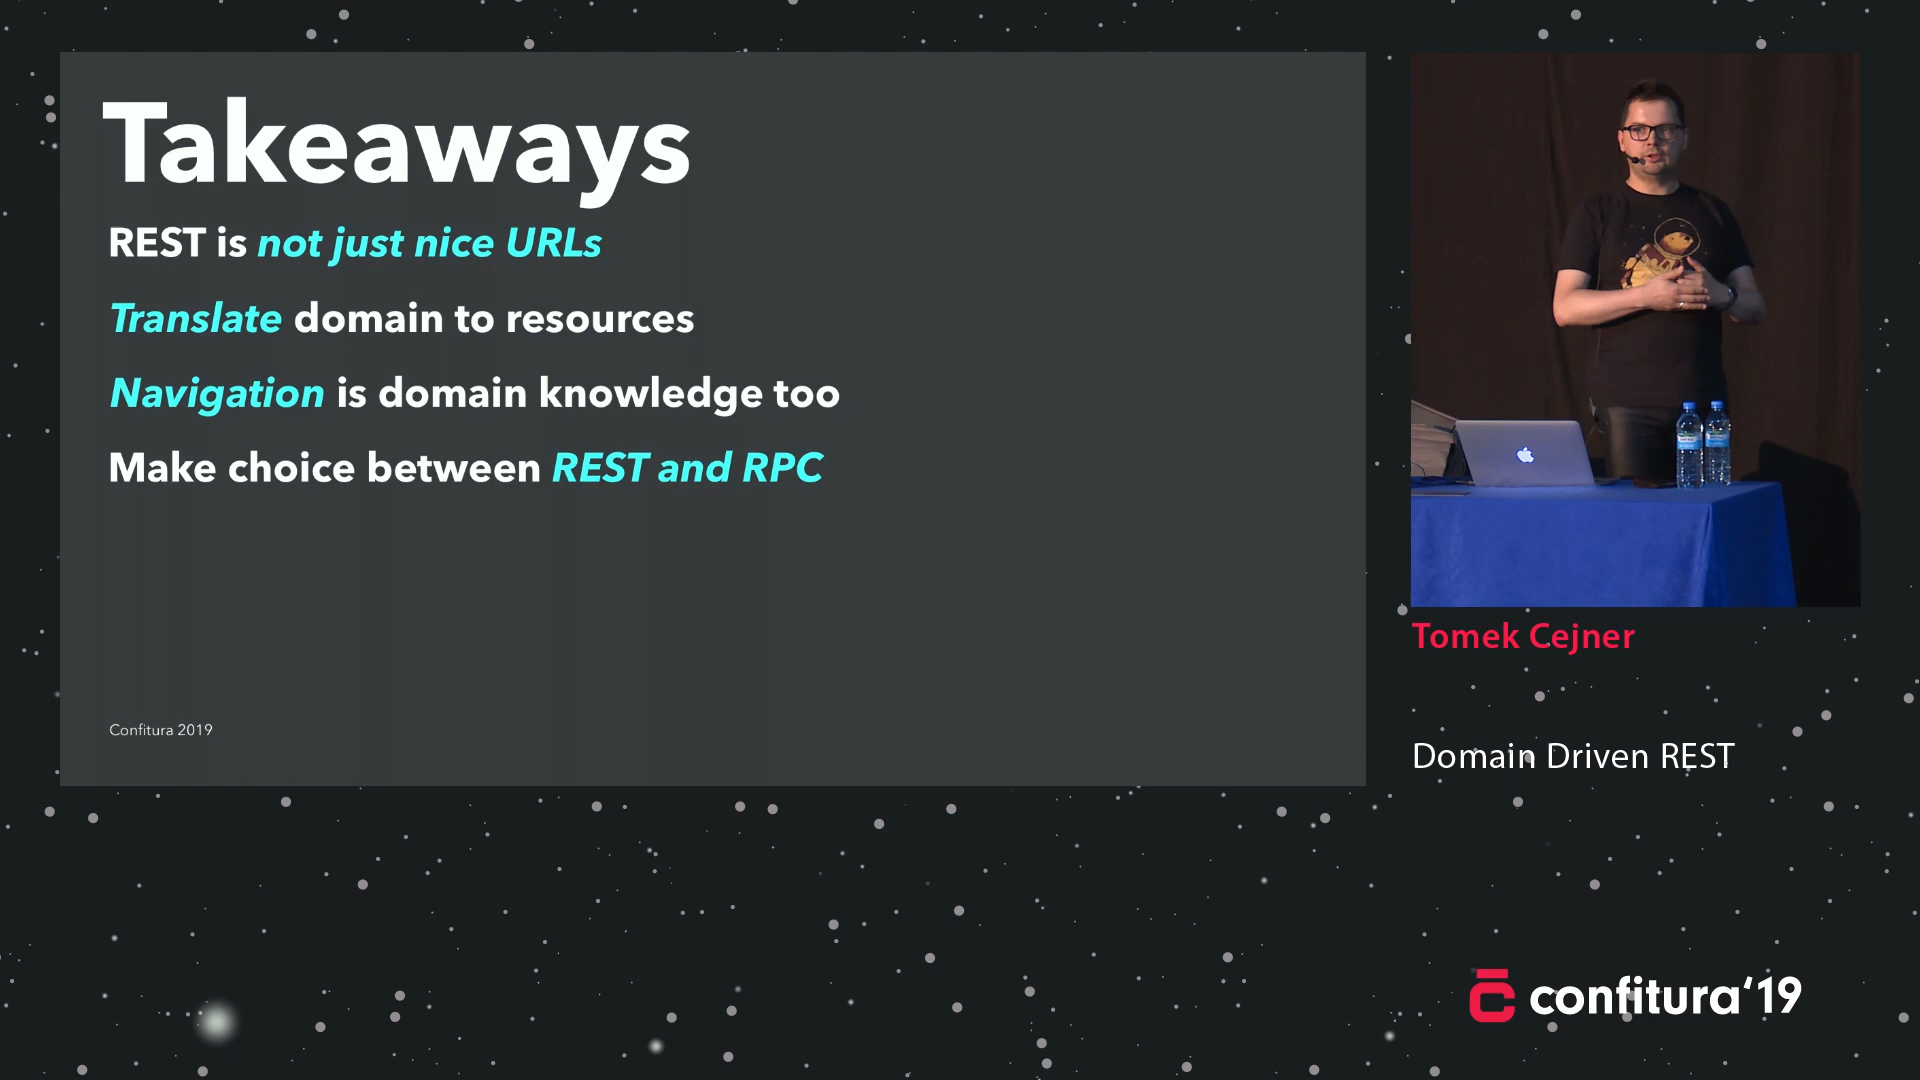 Takeaways
REST is not just nice URLs
Translate domain to resources
Navigation is domain knowledge too
Make choice between REST and RPC
Confitura 2019
Tomek Cejner
Domain Driven REST
confitura‘19